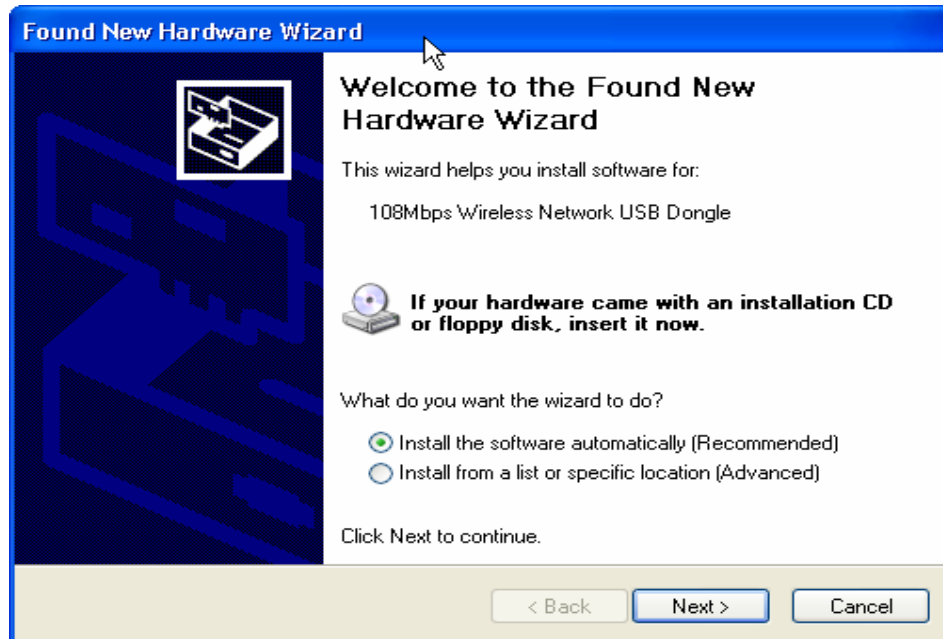 Found New Hardware Wizard
Welcome to the Found New
Hardware Wizard
This wizard helps you install software for:
108Mbps Wireless Network USB Dongle
If your hardware came with an installation CD
or floppy disk, insert it now.
What do you want the wizard to do?
Install the software automatically (Recommended)
Install from a list or specific location (Advanced)
Click Next to continue.
< Back Next > Cancel